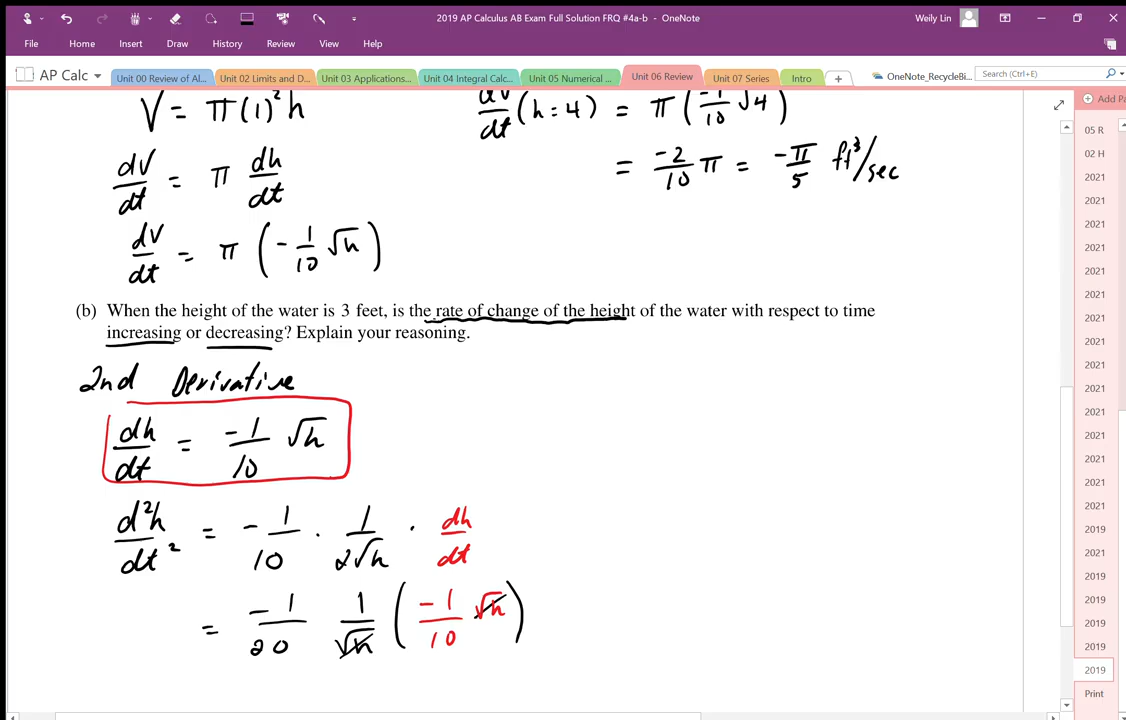 2019 AP Calculus AB Exam Full Solution FRQ #4a-b - OneNote
Weily Lin
File Home Insert Draw History Review View Help
AP Calc
Unit 00 Review of Al...
Unit 02 Limits and D...
Unit 03 Applications...
Unit 04 Integral Calc...
Unit 05 Numerical ...
Unit 06 Review
Unit 07 Series
Intro
+
OneNote_RecycleBi...
Search (Ctrl+E)
V = π(1)²h
dV/dt = π dh/dt
dV/dt = π (-1/10 √h)
dV/dt (h=4) = π (-1/10 √4)
= -2/10 π = -π/5 ft³/sec
(b) When the height of the water is 3 feet, is the rate of change of the height of the water with respect to time
increasing or decreasing? Explain your reasoning.
2nd Derivative
dh/dt = -1/10 √h
d²h/dt² = -1/10 · 1/2√h · dh/dt
= -1/20 1/√h (-1/10 √h)
Add Pa
05 R
02 H
2021
2021
2019
2021
2021
2021
2021
2021
2021
2021
2021
2021
2021
2021
2021
2021
2019
2021
2019
2019
2019
2019
2019
Print